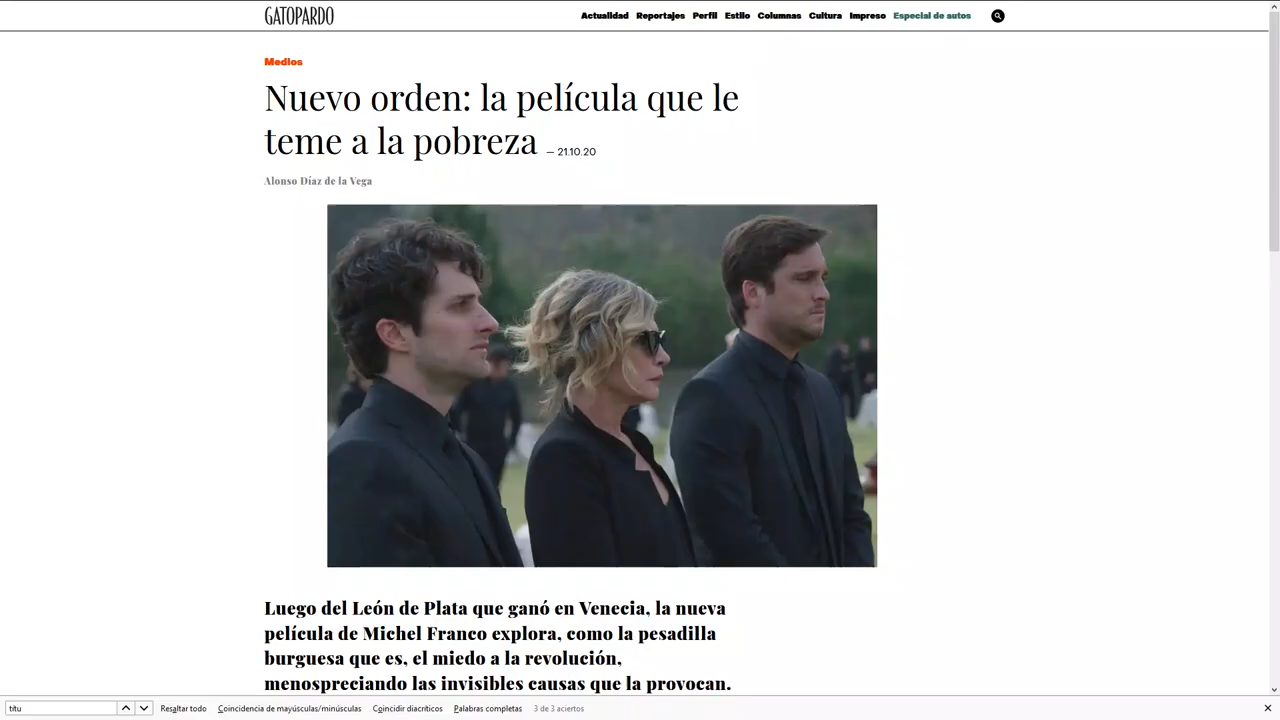 GATOPARDO
Actualidad Reportajes Perfil Estilo Columnas Cultura Impreso Especial de autos
Medios
Nuevo orden: la película que le
teme a la pobreza — 21.10.20
Alonso Díaz de la Vega
Luego del León de Plata que ganó en Venecia, la nueva
película de Michel Franco explora, como la pesadilla
burguesa que es, el miedo a la revolución,
menospreciando las invisibles causas que la provocan.
titu Resaltar todo Coincidencia de mayúsculas/minúsculas Coincidir diacríticos Palabras completas 3 de 3 aciertos